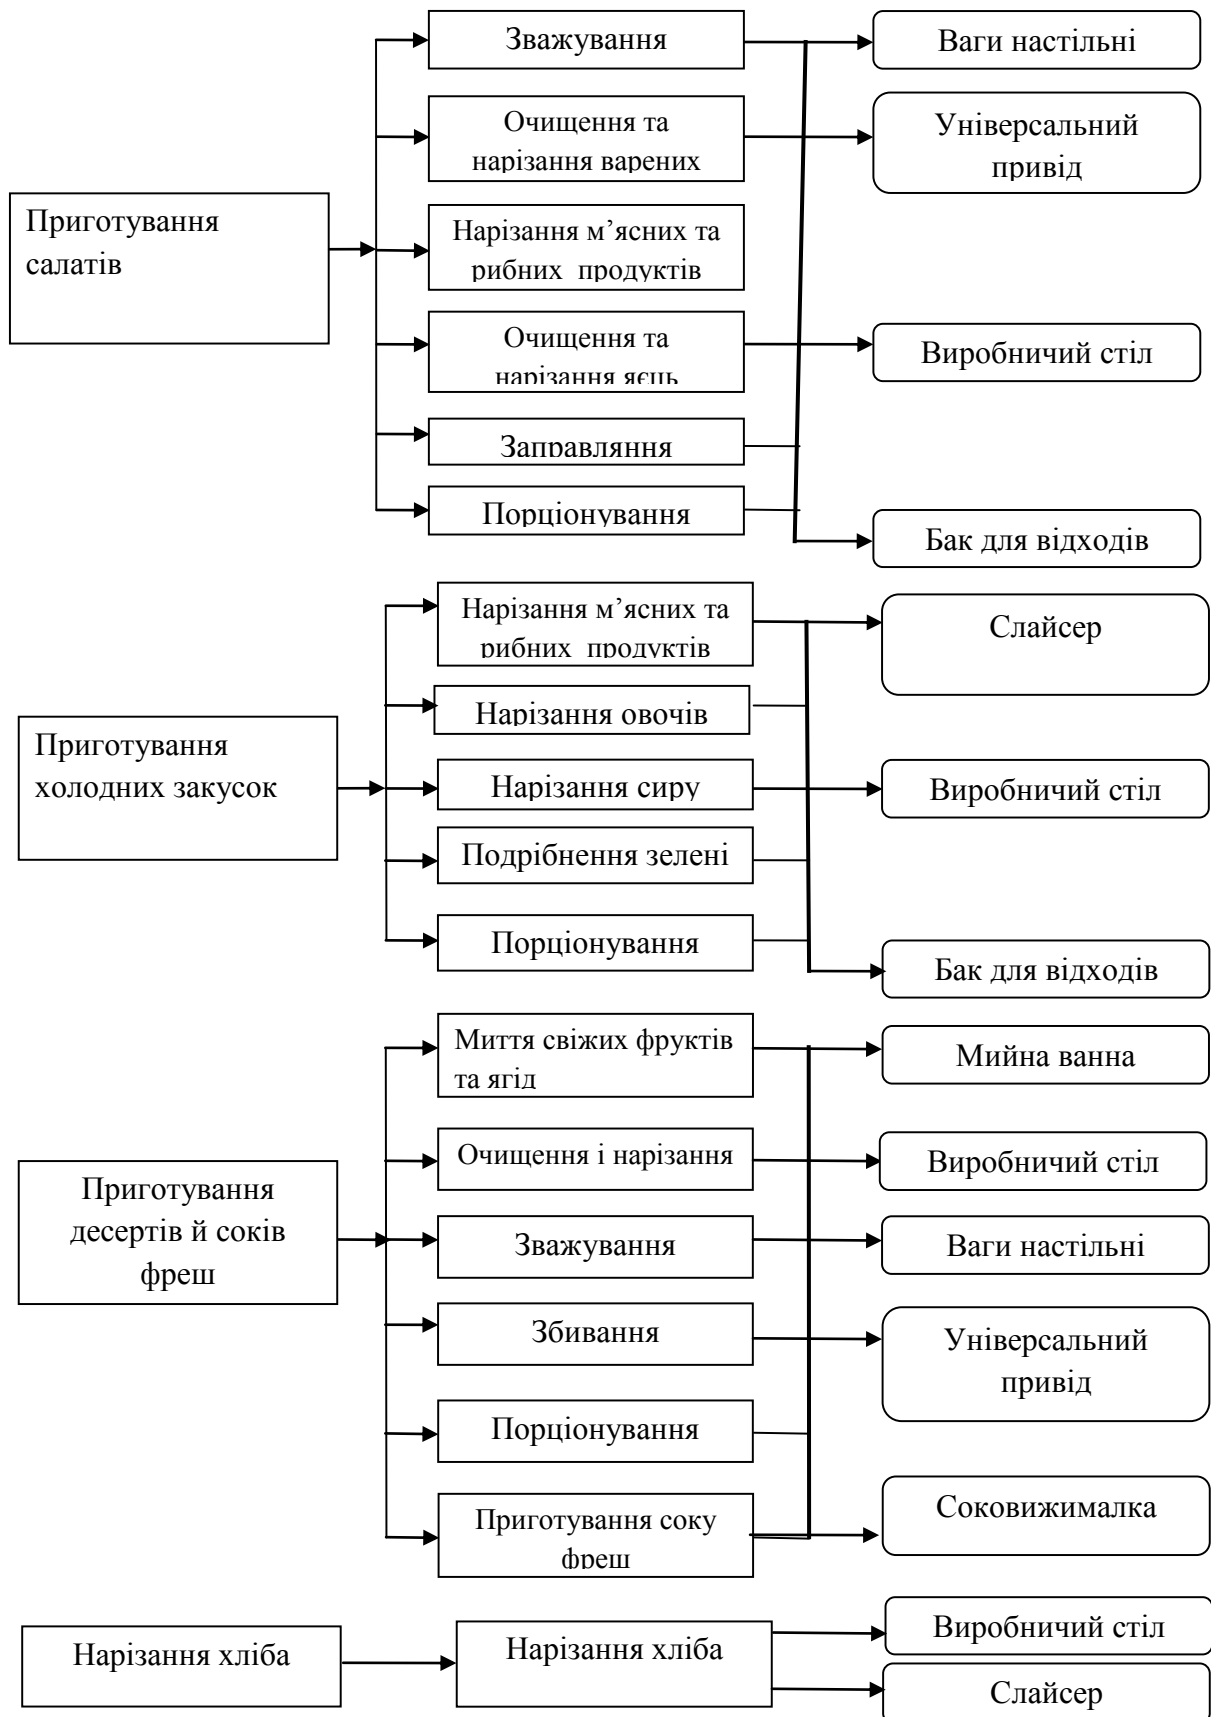 Приготування
салатів
Зважування
Очищення та
нарізання варених
Нарізання м’ясних та
рибних продуктів
Очищення та
нарізання яєць
Заправляння
Порціонування
Ваги настільні
Універсальний
привід
Виробничий стіл
Бак для відходів
Приготування
холодних закусок
Нарізання м’ясних та
рибних продуктів
Нарізання овочів
Нарізання сиру
Подрібнення зелені
Порціонування
Слайсер
Виробничий стіл
Бак для відходів
Приготування
десертів й соків
фреш
Миття свіжих фруктів
та ягід
Очищення і нарізання
Зважування
Збивання
Порціонування
Приготування соку
фреш
Мийна ванна
Виробничий стіл
Ваги настільні
Універсальний
привід
Соковижималка
Нарізання хліба
Нарізання хліба
Виробничий стіл
Слайсер